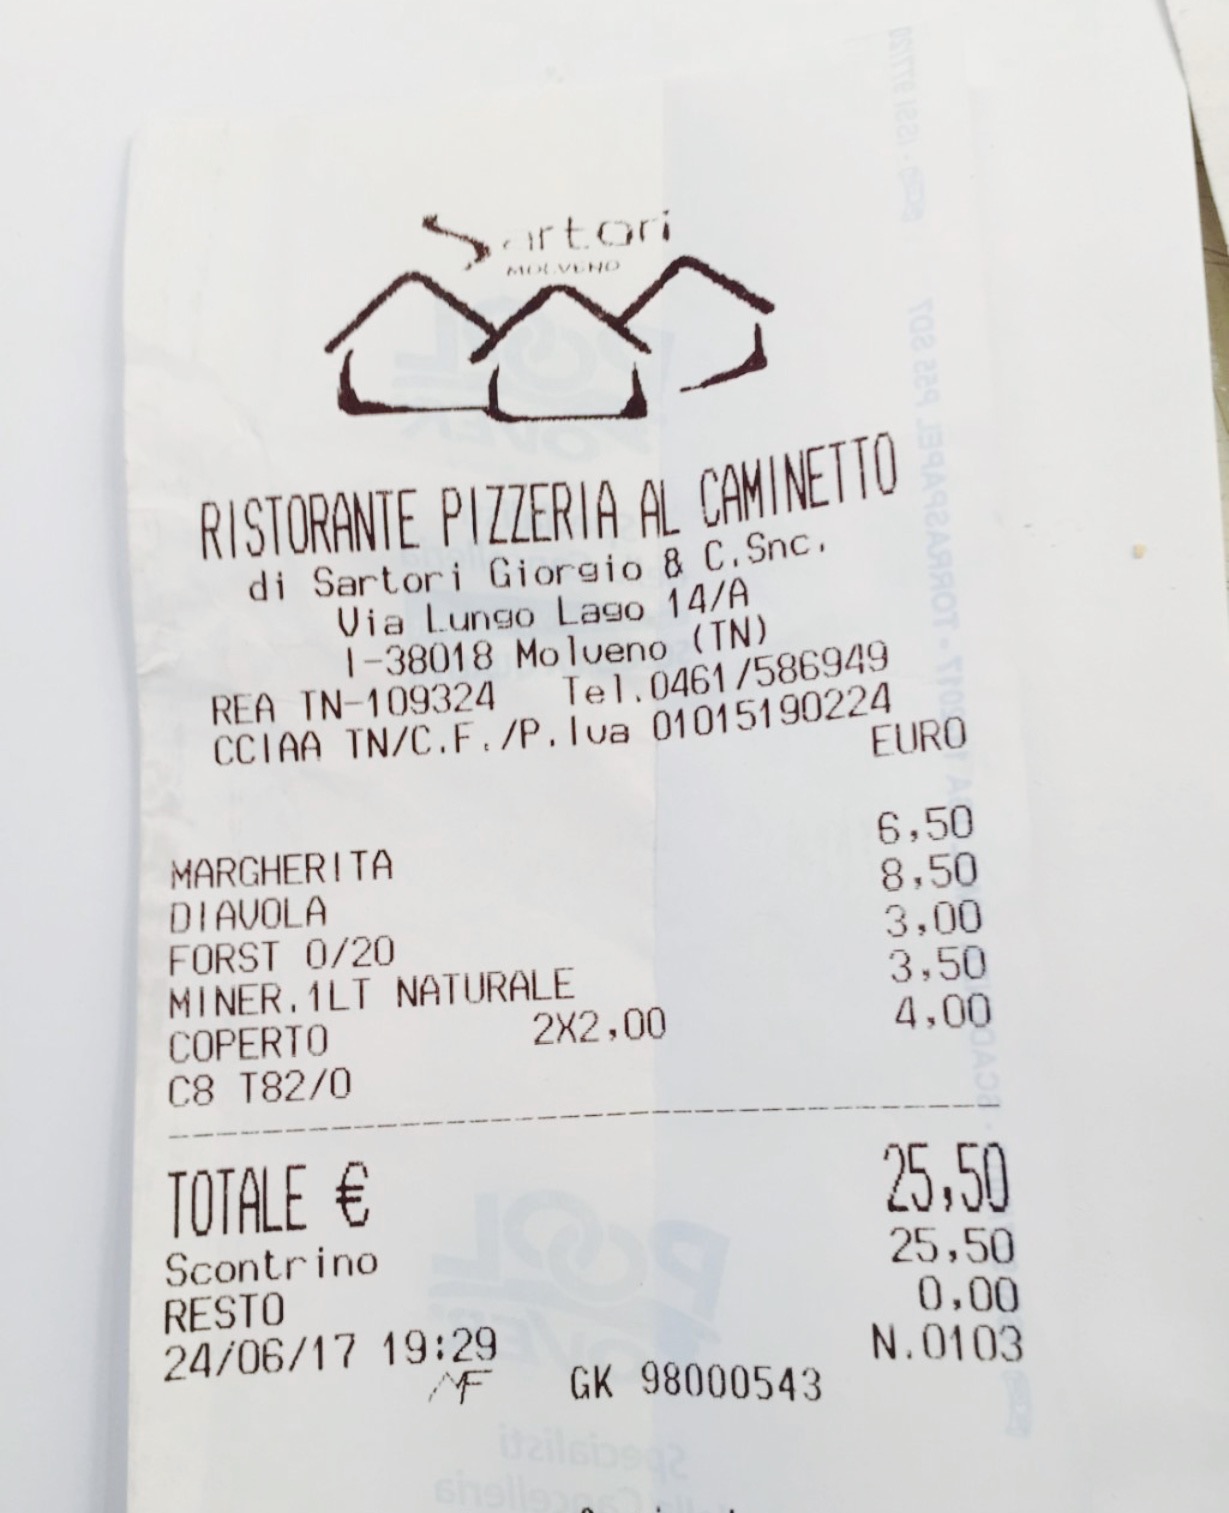 Sartori
MOLVENO
RISTORANTE PIZZERIA AL CAMINETTO
di Sartori Giorgio & C.Snc.
Via Lungo Lago 14/A
I-38018 Molveno (TN)
REA TN-109324 Tel.0461/586949
CCIAA TN/C.F./P.Iva 01015190224
EURO
MARGHERITA 6,50
DIAVOLA 8,50
FORST 0/20 3,00
MINER.1LT NATURALE 3,50
COPERTO 2X2,00 4,00
C8 T82/0
TOTALE € 25,50
Scontrino 25,50
RESTO 0,00
24/06/17 19:29 N.0103
MF GK 98000543
Specialisti